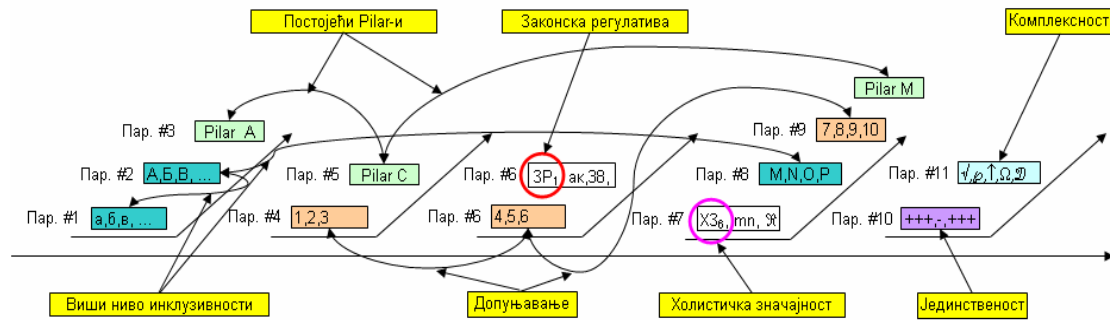 Постојећи Pilar-и
Законска регулатива
Комплексност
Pilar M
Пар. #3 Pilar A
Пар. #9 7,8,9,10
Пар. #2 А,Б,В, ...
Пар. #5 Pilar C
Пар. #6 ЗР₁, ак,З8,
Пар. #8 M,N,O,P
Пар. #11 √,℘,↑,Ω,𝔇
Пар. #1 а,б,в, ...
Пар. #4 1,2,3
Пар. #6 4,5,6
Пар. #7 ХЗ₆, mn, ℜ
Пар. #10 +++,-,+++
Виши ниво инклузивности
Допуњавање
Холистичка значајност
Јединственост